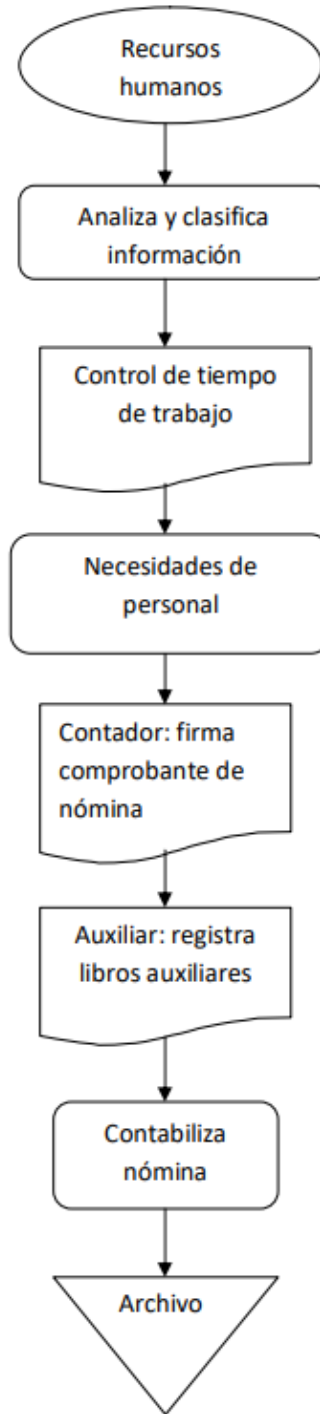 Recursos
humanos
Analiza y clasifica
información
Control de tiempo
de trabajo
Necesidades de
personal
Contador: firma
comprobante de
nómina
Auxiliar: registra
libros auxiliares
Contabiliza
nómina
Archivo